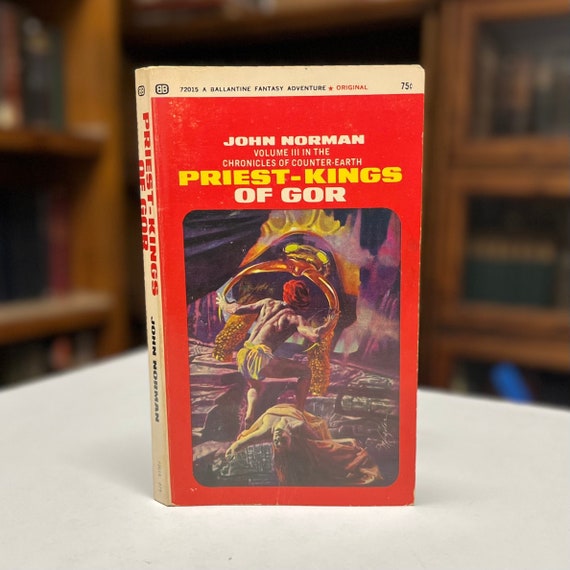 BB
72015 A BALLANTINE FANTASY ADVENTURE ★ ORIGINAL 75¢
JOHN NORMAN
VOLUME III IN THE
CHRONICLES OF COUNTER-EARTH
PRIEST-KINGS
OF GOR
BB
PRIEST-KINGS
OF GOR
JOHN NORMAN